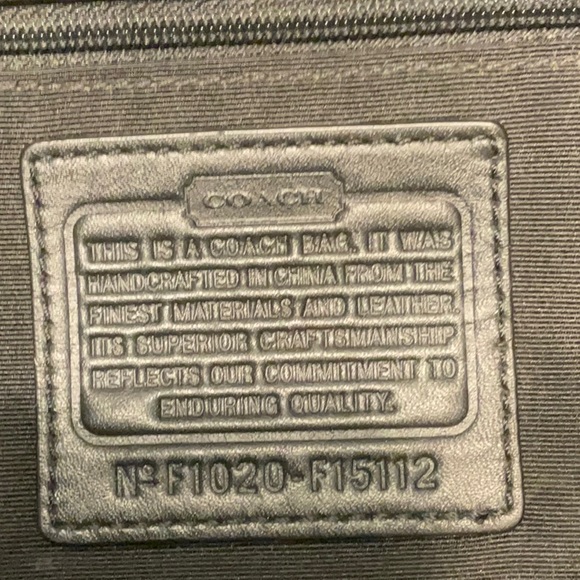 COACH
THIS IS A COACH BAG. IT WAS
HANDCRAFTED IN CHINA FROM THE
FINEST MATERIALS AND LEATHER.
ITS SUPERIOR CRAFTSMANSHIP
REFLECTS OUR COMMITMENT TO
ENDURING QUALITY.
Nº F1020-F15112